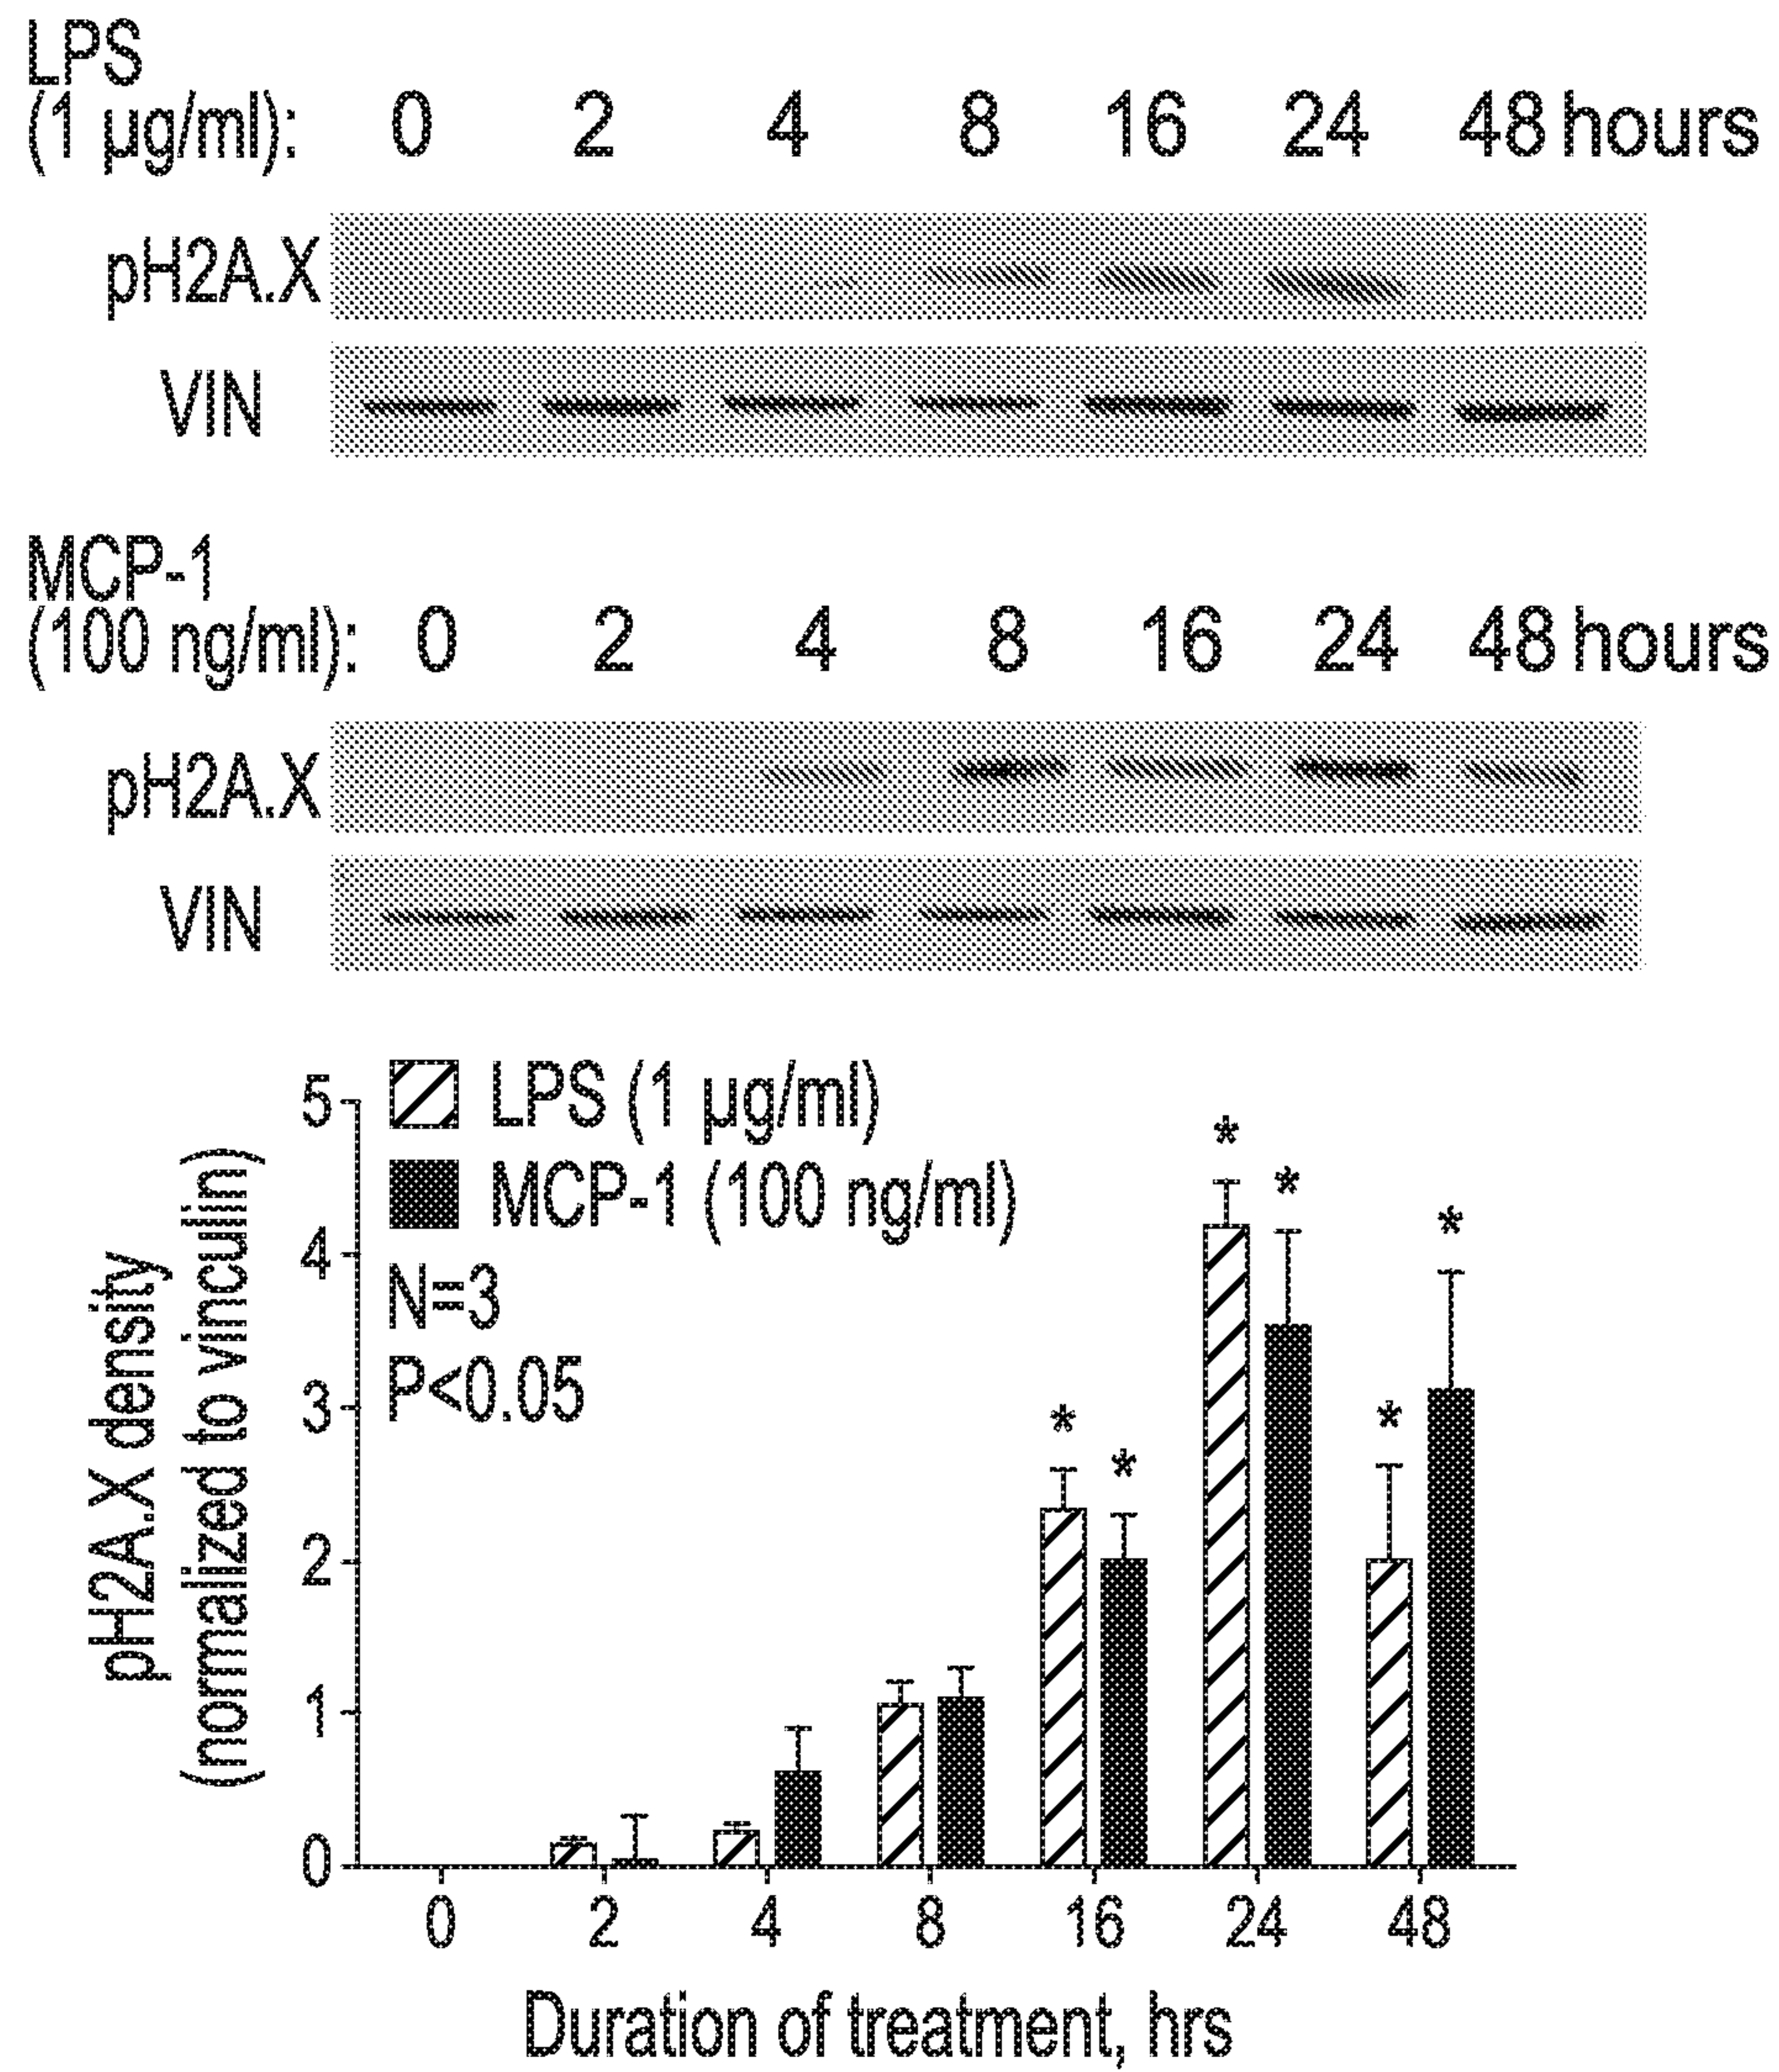 LPS
(1 µg/ml): 0 2 4 8 16 24 48 hours
pH2A.X
VIN
MCP-1
(100 ng/ml): 0 2 4 8 16 24 48 hours
pH2A.X
VIN
pH2A.X density
(normalized to vinculin)
5
4
3
2
1
0
LPS (1 µg/ml)
MCP-1 (100 ng/ml)
N=3
P<0.05
* * * * * *
0 2 4 8 16 24 48
Duration of treatment, hrs